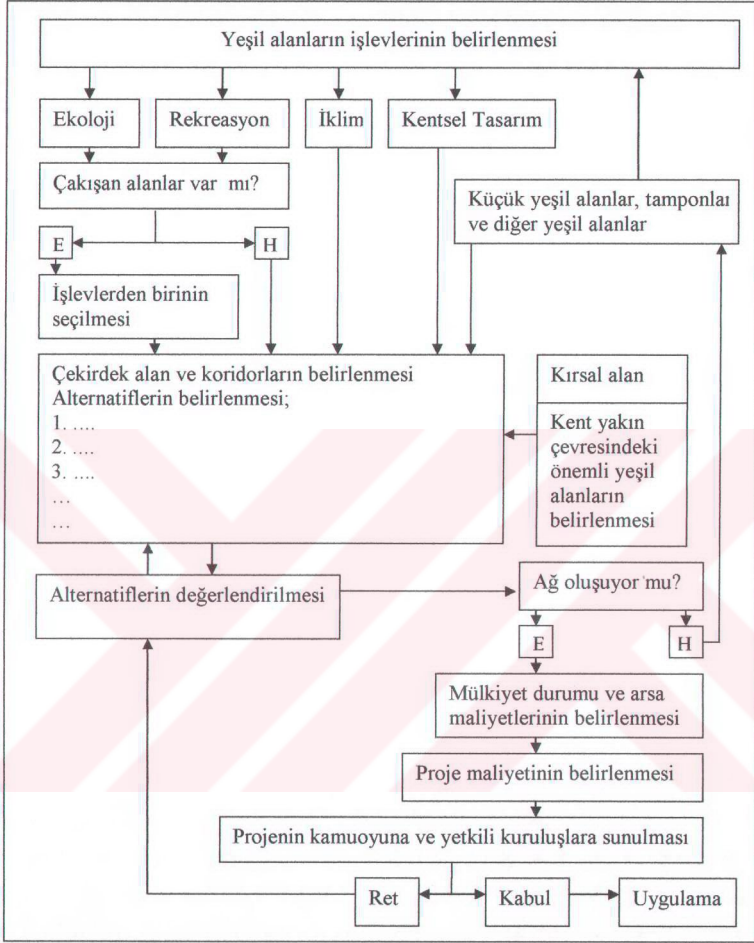 Yeşil alanların işlevlerinin belirlenmesi
Ekoloji
Rekreasyon
İklim
Kentsel Tasarım
Çakışan alanlar var mı?
Küçük yeşil alanlar, tamponlar
ve diğer yeşil alanlar
E
H
İşlevlerden birinin
seçilmesi
Çekirdek alan ve koridorların belirlenmesi
Alternatiflerin belirlenmesi;
1. ....
2. ....
3. ....
...
...
Kırsal alan
Kent yakın
çevresindeki
önemli yeşil
alanların
belirlenmesi
Alternatiflerin değerlendirilmesi
Ağ oluşuyor mu?
E
H
Mülkiyet durumu ve arsa
maliyetlerinin belirlenmesi
Proje maliyetinin belirlenmesi
Projenin kamuoyuna ve yetkili kuruluşlara sunulması
Ret
Kabul
Uygulama